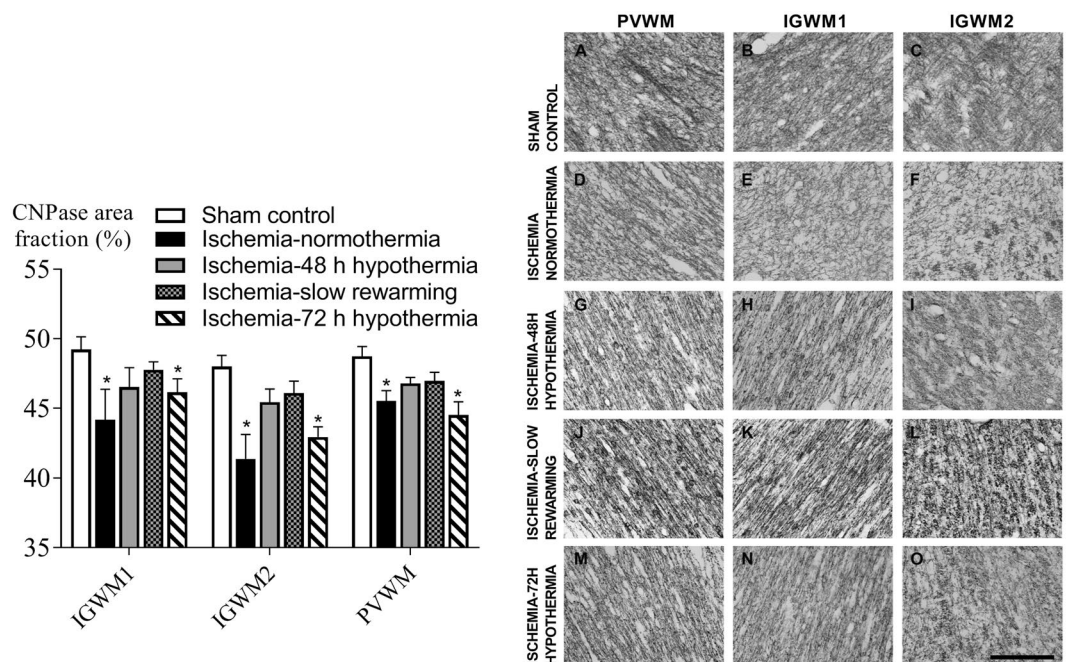 CNPase area
fraction (%)
Sham control
Ischemia-normothermia
Ischemia-48 h hypothermia
Ischemia-slow rewarming
Ischemia-72 h hypothermia
55
50
45
40
35
*
*
*
*
*
*
IGWM1
IGWM2
PVWM
PVWM
IGWM1
IGWM2
SHAM
CONTROL
A
B
C
ISCHEMIA
NORMOTHERMIA
D
E
F
ISCHEMIA-48H
HYPOTHERMIA
G
H
I
ISCHEMIA-SLOW
REWARMING
J
K
L
SCHEMIA-72H
HYPOTHERMIA
M
N
O